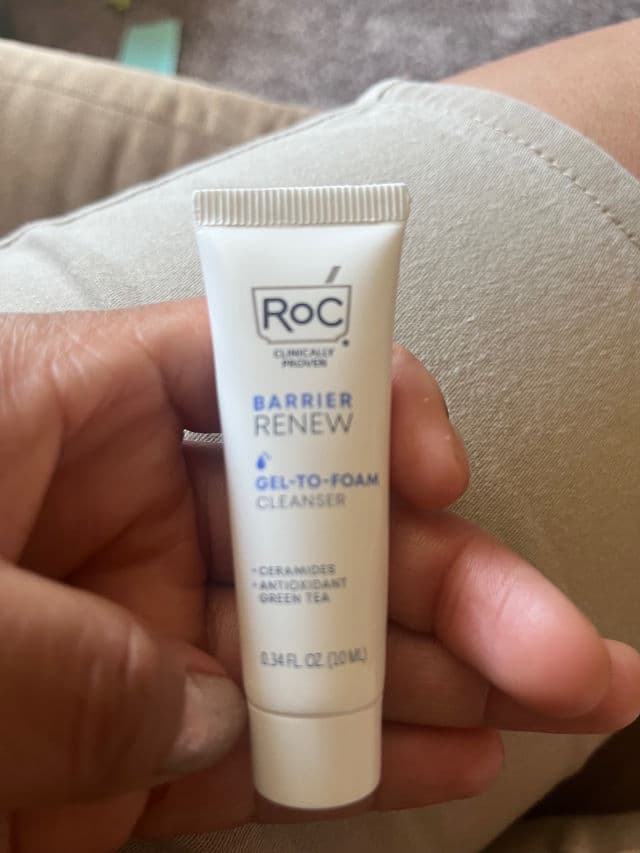 RoC
CLINICALLY
PROVEN
BARRIER
RENEW
GEL-TO-FOAM
CLEANSER
• CERAMIDES
• ANTIOXIDANT
GREEN TEA
0.34 FL. OZ. (10 ML)